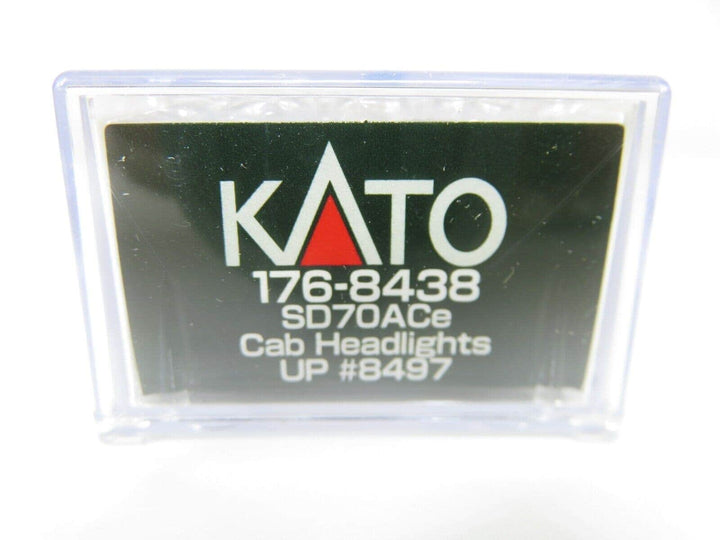 KATO
176-8438
SD70ACe
Cab Headlights
UP #8497